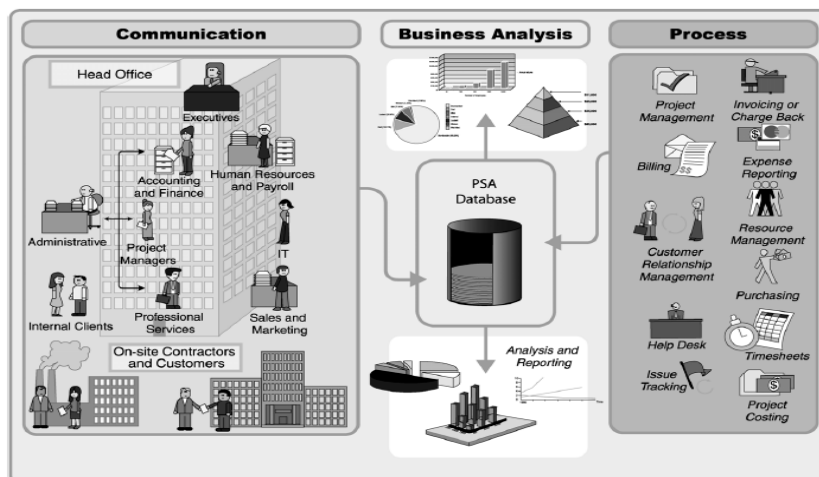 Communication
Head Office
Executives
Accounting
and Finance
Human Resources
and Payroll
Administrative
Project
Managers
IT
Internal Clients
Professional
Services
Sales and
Marketing
On-site Contractors
and Customers
Business Analysis
PSA
Database
Analysis and
Reporting
Process
Project
Management
Invoicing or
Charge Back
Billing
$$
Expense
Reporting
$
Customer
Relationship
Management
Resource
Management
Purchasing
Help Desk
Timesheets
Issue
Tracking
$
Project
Costing